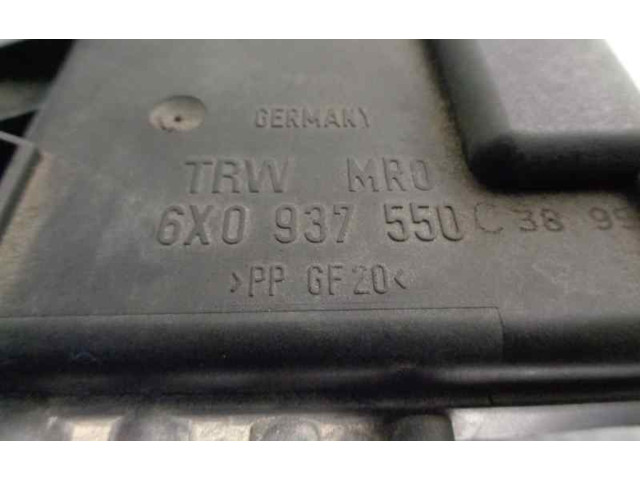 GERMANY
TRW MRO
6X0 937 550 C 38 99
>PP GF20<